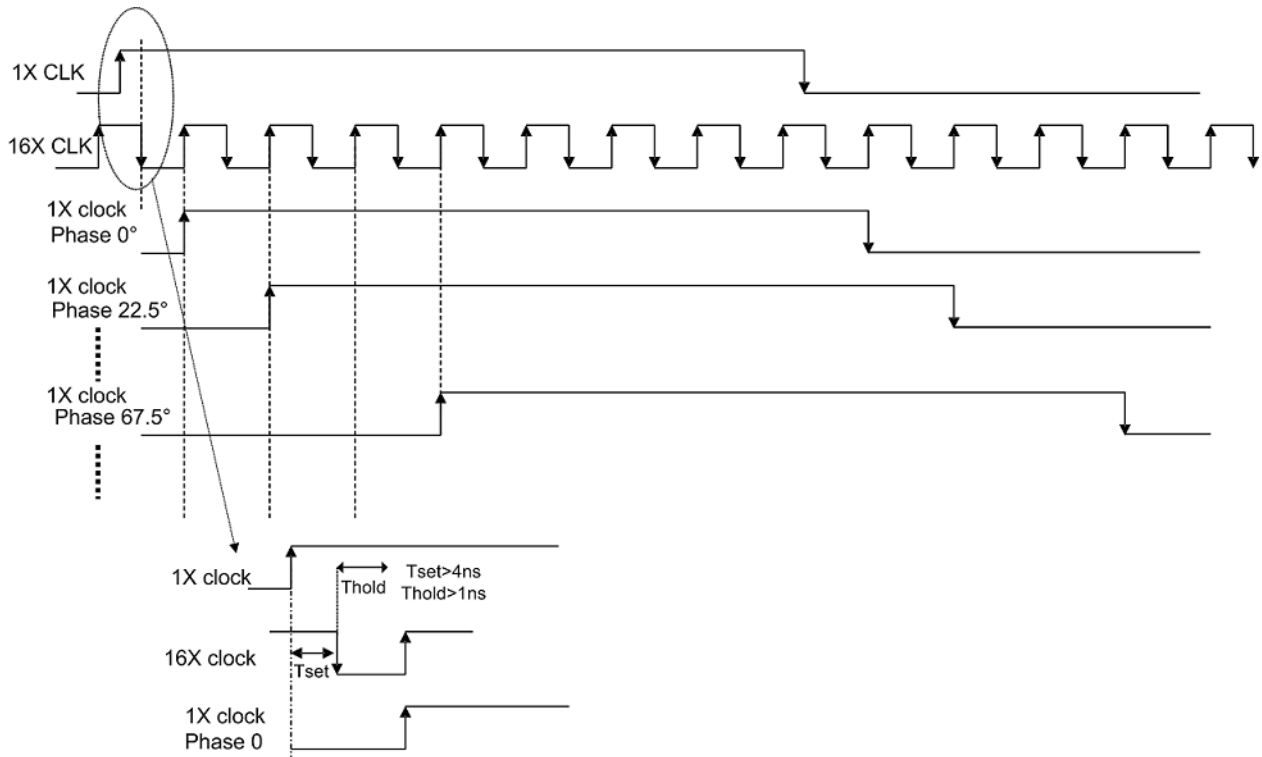 1X CLK
16X CLK
1X clock
Phase 0°
1X clock
Phase 22.5°
1X clock
Phase 67.5°
1X clock
Thold
Tset>4ns
Thold>1ns
16X clock
Tset
1X clock
Phase 0